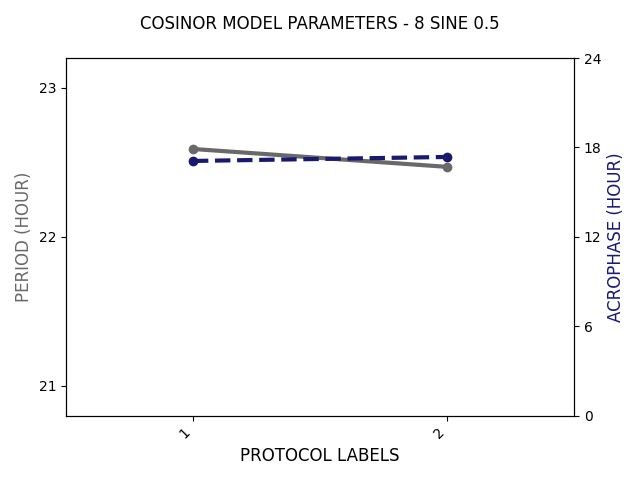 COSINOR MODEL PARAMETERS - 8 SINE 0.5
23
22
21
PERIOD (HOUR)
24
18
12
6
0
ACROPHASE (HOUR)
1
2
PROTOCOL LABELS